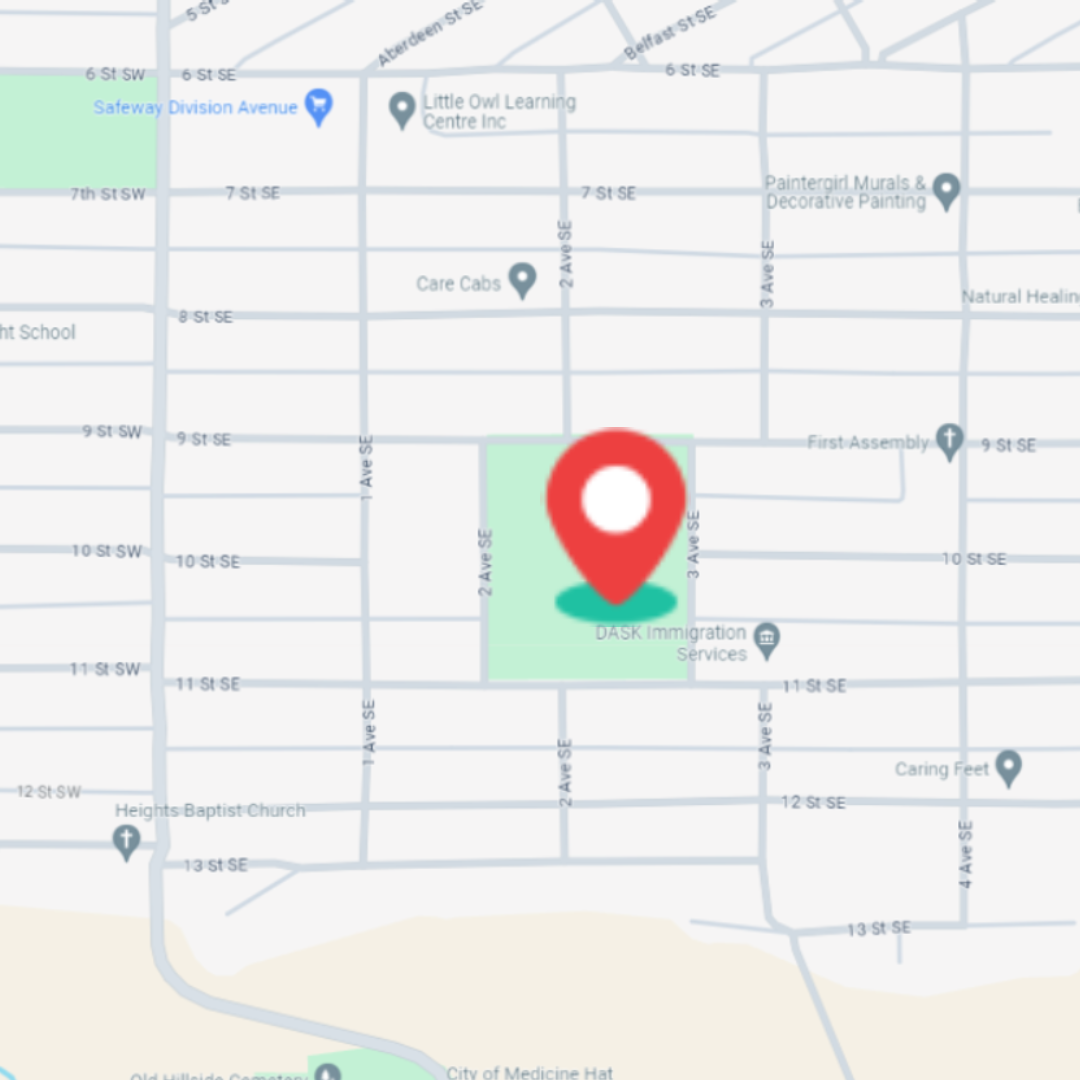 5 St
Aberdeen St SE
Belfast St SE
6 St SW
6 St SE
6 St SE
Safeway Division Avenue
Little Owl Learning
Centre Inc
7th St SW
7 St SE
7 St SE
Paintergirl Murals &
Decorative Painting
2 Ave SE
3 Ave SE
Care Cabs
Natural Healin
8 St SE
ht School
9 St SW
9 St SE
First Assembly
9 St SE
1 Ave SE
2 Ave SE
3 Ave SE
10 St SW
10 St SE
10 St SE
DASK Immigration
Services
11 St SW
11 St SE
11 St SE
1 Ave SE
2 Ave SE
3 Ave SE
Caring Feet
12 St SW
12 St SE
Heights Baptist Church
4 Ave SE
13 St SE
13 St SE
Old Hillside Cemetery
City of Medicine Hat